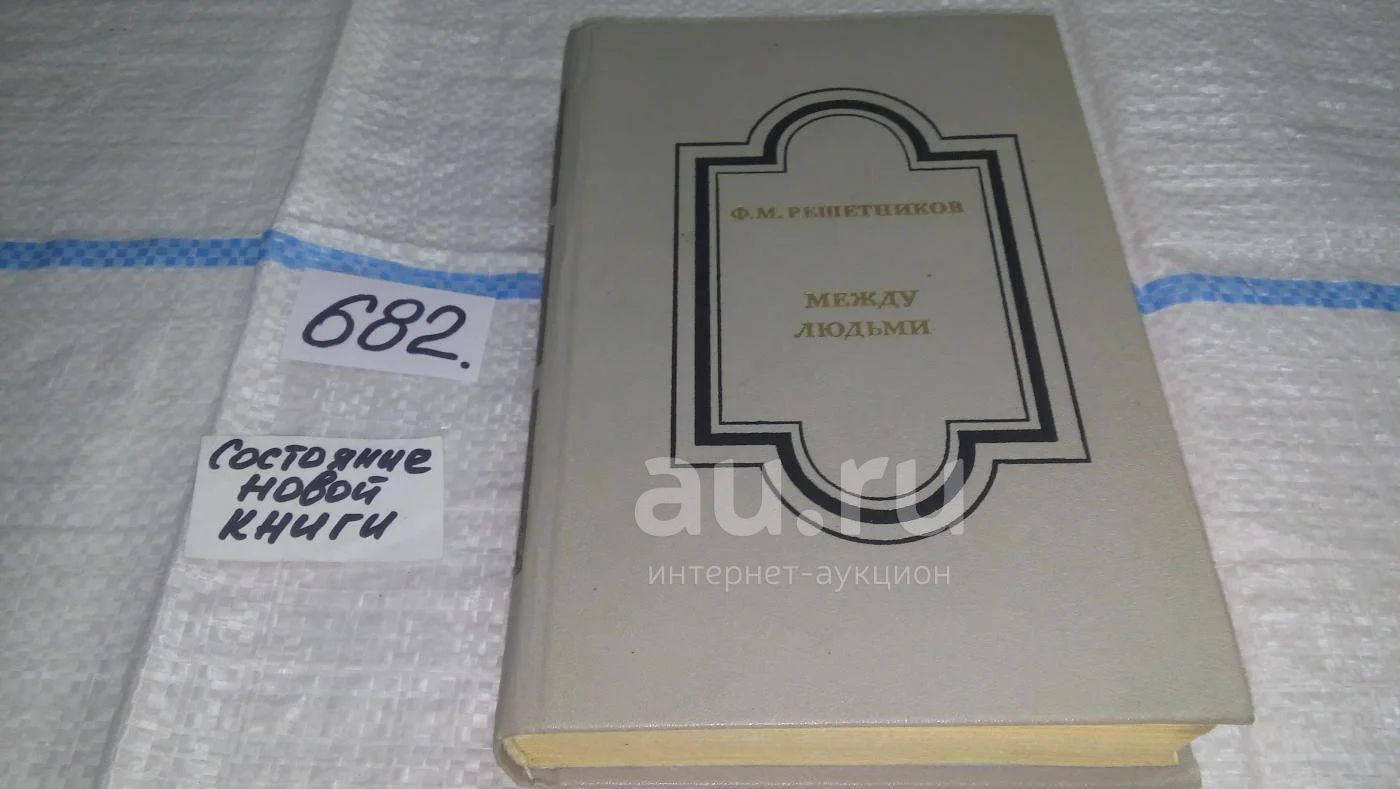 Ф.М. РЕШЕТНИКОВ
МЕЖДУ
ЛЮДЬМИ
682.
Состояние
новой
книги
au.ru
интернет-аукцион